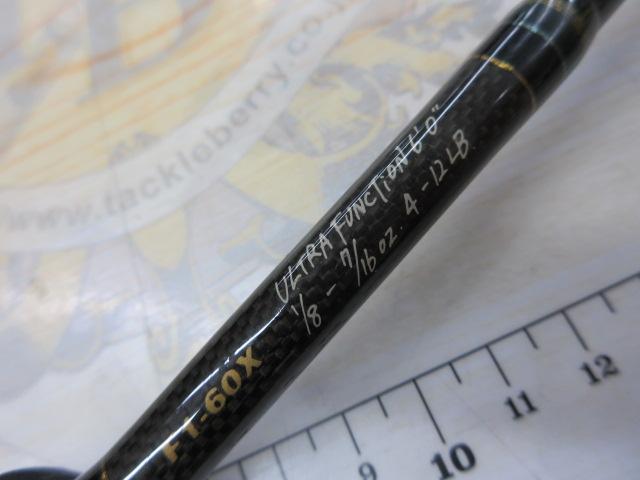 ULTRA FUNCTION 6'0"
1/8 - 7/16 oz. 4 - 12 LB.
F1-60X
www.tackleberry.co.jp
9 10 11 12